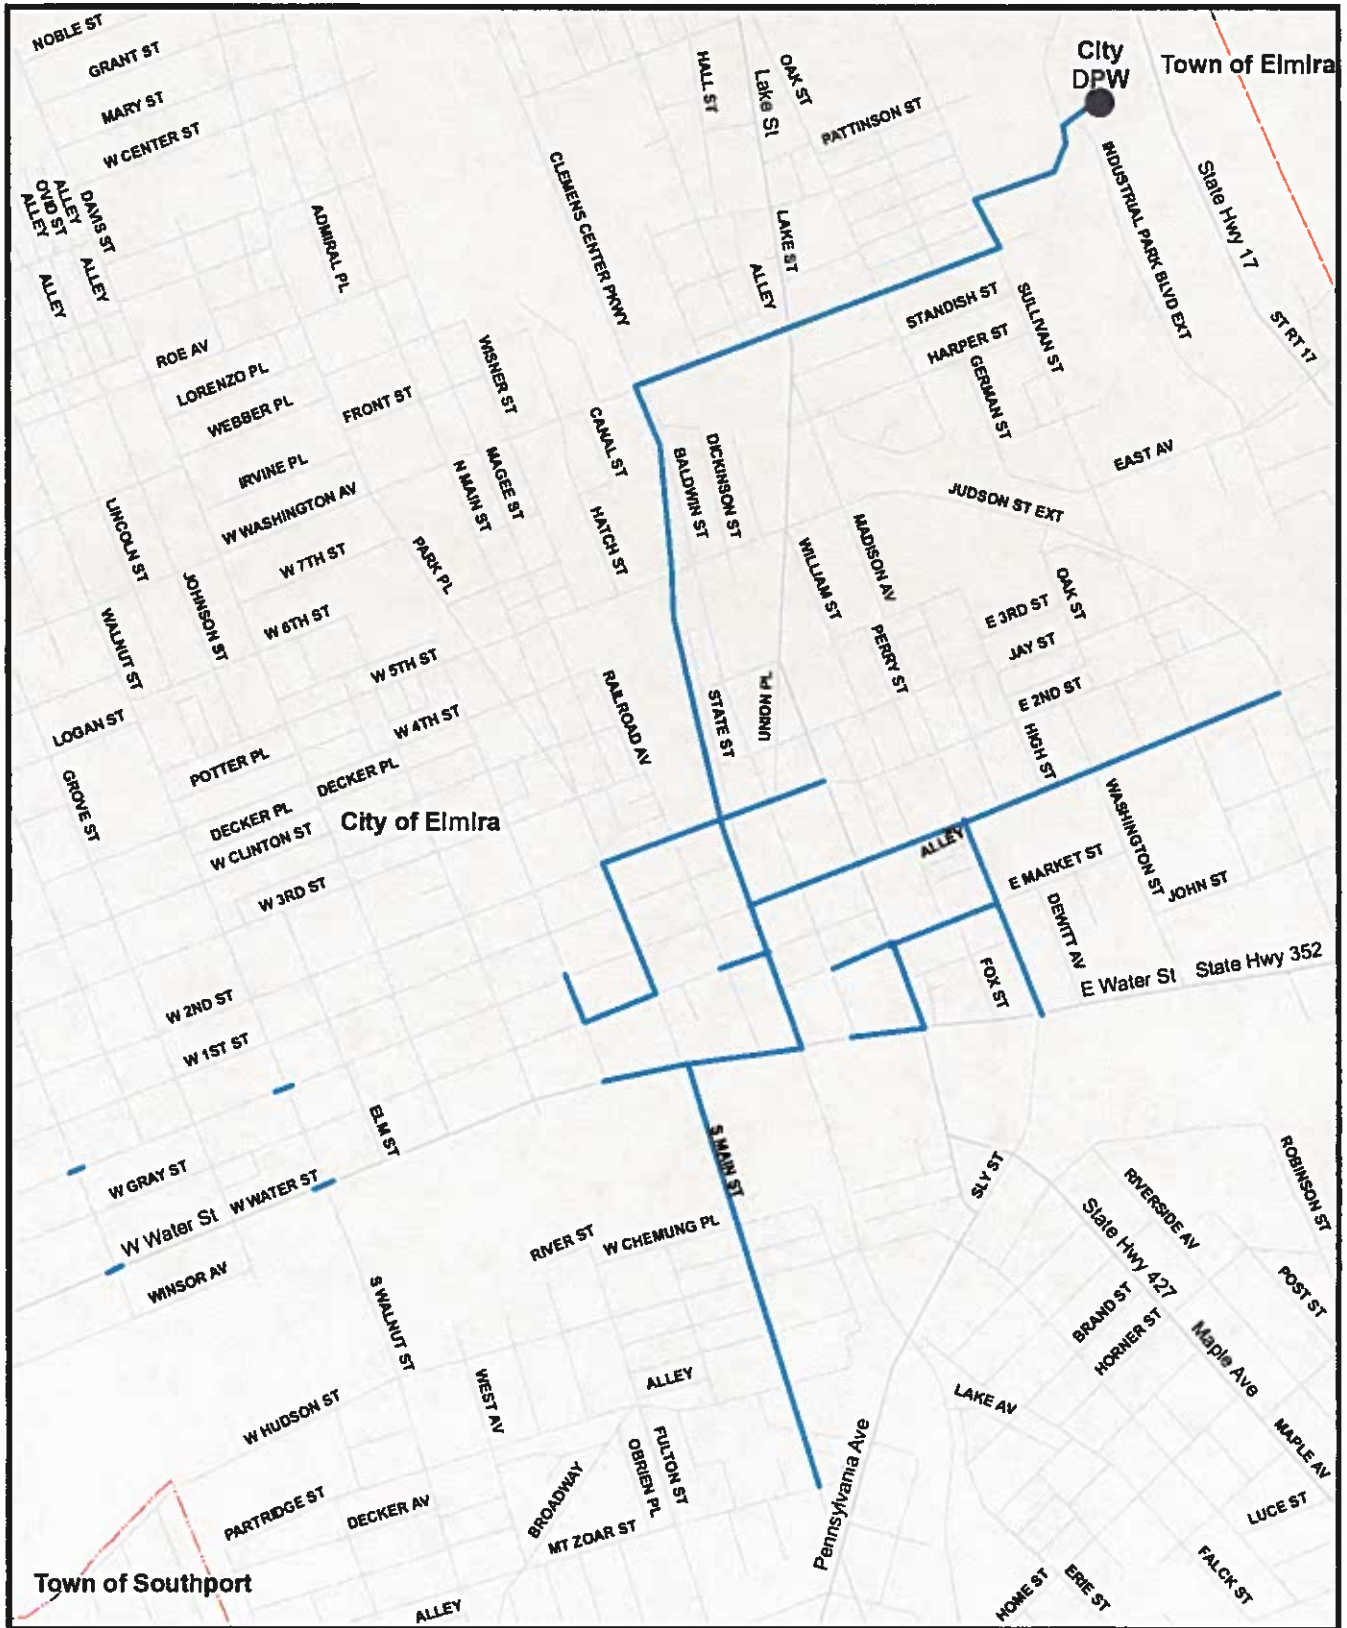 NOBLE ST
GRANT ST
MARY ST
W CENTER ST
ALLEY
OVID ST
ALLEY
DAVIS ST
ALLEY
ALLEY
ADMIRAL PL
CLEMENS CENTER PKWY
HALL ST
Lake St
OAK ST
PATTINSON ST
City
DPW
Town of Elmira
INDUSTRIAL PARK BLVD EXT
State Hwy 17
ST RT 17
LAKE ST
ALLEY
STANDISH ST
HARPER ST
SULLIVAN ST
GERMAN ST
EAST AV
JUDSON ST EXT
ROE AV
LORENZO PL
WEBBER PL
FRONT ST
WISNER ST
CANAL ST
IRVINE PL
W WASHINGTON AV
N MAIN ST
MAGEE ST
HATCH ST
BALDWIN ST
DICKINSON ST
LINCOLN ST
JOHNSON ST
W 7TH ST
W 6TH ST
PARK PL
WALNUT ST
WILLIAM ST
MADISON AV
PERRY ST
OAK ST
E 3RD ST
JAY ST
E 2ND ST
HIGH ST
W 5TH ST
W 4TH ST
RAILROAD AV
STATE ST
UNION PL
LOGAN ST
GROVE ST
POTTER PL
DECKER PL
DECKER PL
W CLINTON ST
City of Elmira
W 3RD ST
ALLEY
WASHINGTON ST
E MARKET ST
JOHN ST
DEWITT AV
FOX ST
E Water St
State Hwy 352
W 2ND ST
W 1ST ST
ELM ST
S MAIN ST
SLY ST
ROBINSON ST
W GRAY ST
W WATER ST
W Water St
WINSOR AV
RIVER ST
W CHEMUNG PL
RIVERSIDE AV
State Hwy 427
POST ST
BRAND ST
HORNER ST
Maple Ave
S WALNUT ST
WEST AV
ALLEY
LAKE AV
MAPLE AV
W HUDSON ST
FULTON ST
OBRIEN PL
BROADWAY
Pennsylvania Ave
PARTRIDGE ST
DECKER AV
MT ZOAR ST
LUCE ST
FALCK ST
HOME ST
ERIE ST
Town of Southport
ALLEY